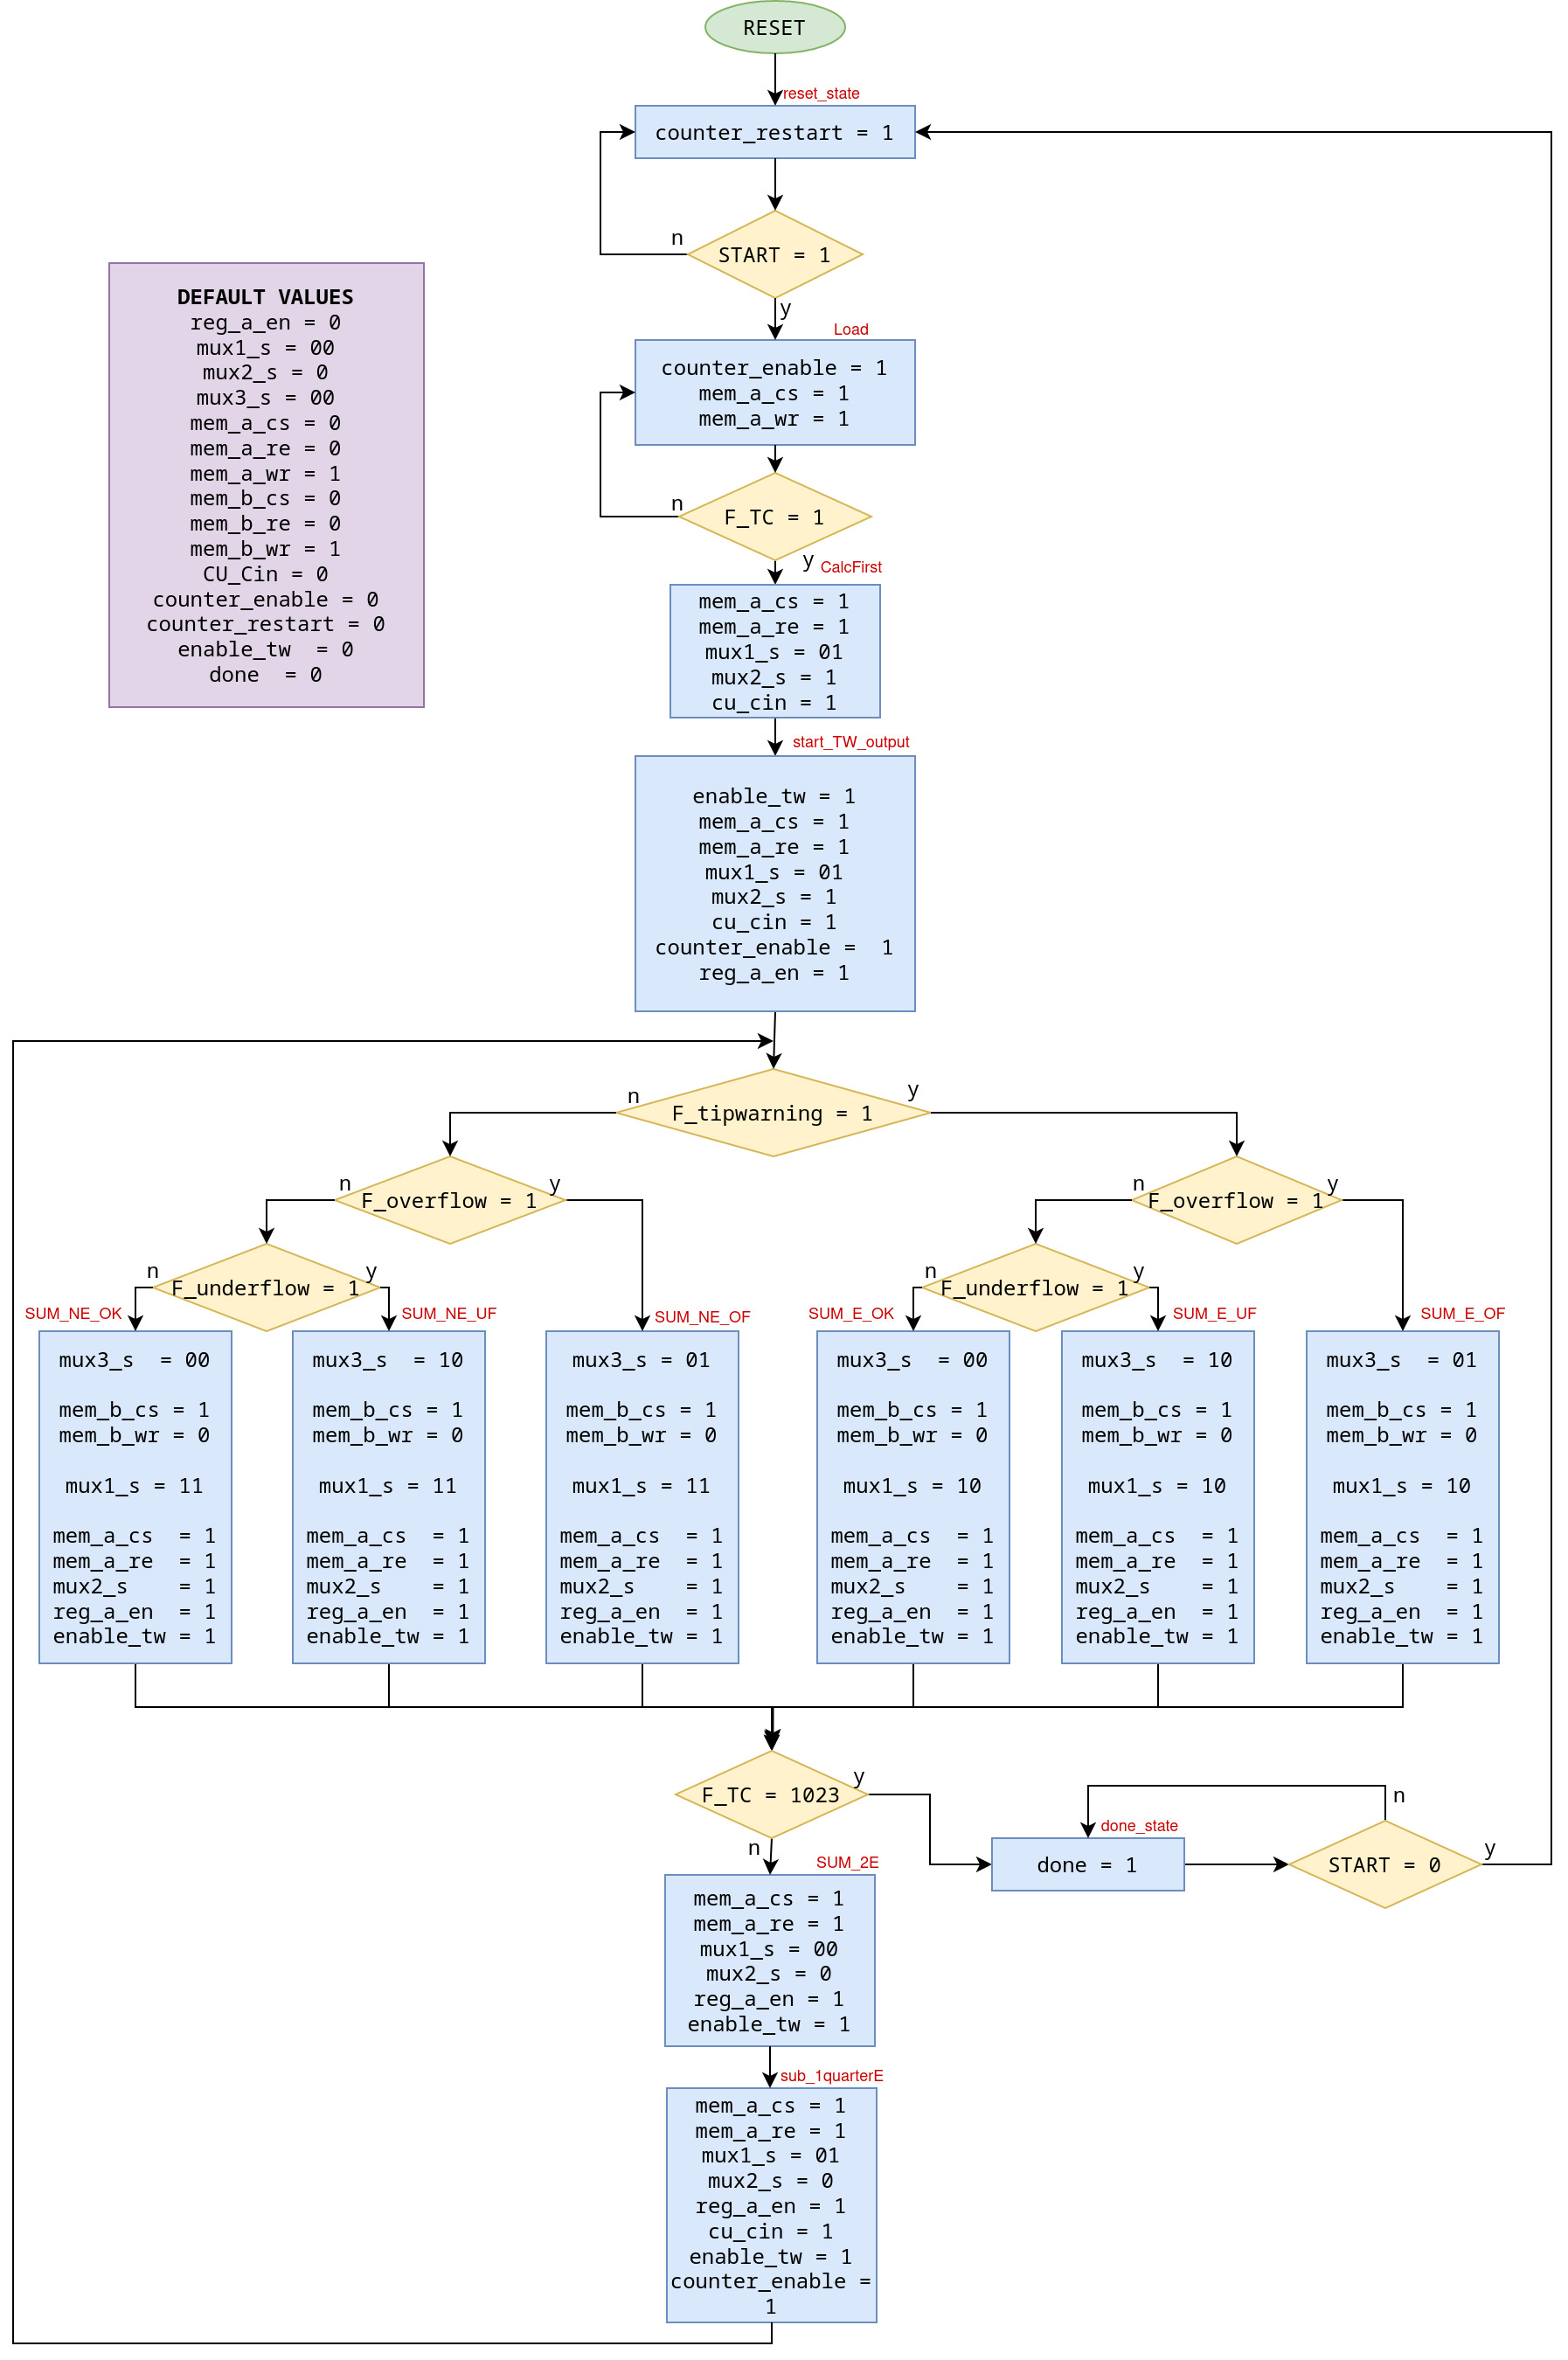 RESET
reset_state
counter_restart = 1
n
START = 1
y
DEFAULT VALUES
reg_a_en = 0
mux1_s = 00
mux2_s = 0
mux3_s = 00
mem_a_cs = 0
mem_a_re = 0
mem_a_wr = 1
mem_b_cs = 0
mem_b_re = 0
mem_b_wr = 1
CU_Cin = 0
counter_enable = 0
counter_restart = 0
enable_tw  = 0
done  = 0
Load
counter_enable = 1
mem_a_cs = 1
mem_a_wr = 1
n
F_TC = 1
y
CalcFirst
mem_a_cs = 1
mem_a_re = 1
mux1_s = 01
mux2_s = 1
cu_cin = 1
start_TW_output
enable_tw = 1
mem_a_cs = 1
mem_a_re = 1
mux1_s = 01
mux2_s = 1
cu_cin = 1
counter_enable =  1
reg_a_en = 1
n
F_tipwarning = 1
y
n
F_overflow = 1
y
n
F_overflow = 1
y
n
F_underflow = 1
y
n
F_underflow = 1
y
SUM_NE_OK
mux3_s  = 00
mem_b_cs = 1
mem_b_wr = 0
mux1_s = 11
mem_a_cs  = 1
mem_a_re  = 1
mux2_s    = 1
reg_a_en  = 1
enable_tw = 1
SUM_NE_UF
mux3_s  = 10
mem_b_cs = 1
mem_b_wr = 0
mux1_s = 11
mem_a_cs  = 1
mem_a_re  = 1
mux2_s    = 1
reg_a_en  = 1
enable_tw = 1
SUM_NE_OF
mux3_s = 01
mem_b_cs = 1
mem_b_wr = 0
mux1_s = 11
mem_a_cs  = 1
mem_a_re  = 1
mux2_s    = 1
reg_a_en  = 1
enable_tw = 1
SUM_E_OK
mux3_s  = 00
mem_b_cs = 1
mem_b_wr = 0
mux1_s = 10
mem_a_cs  = 1
mem_a_re  = 1
mux2_s    = 1
reg_a_en  = 1
enable_tw = 1
SUM_E_UF
mux3_s  = 10
mem_b_cs = 1
mem_b_wr = 0
mux1_s = 10
mem_a_cs  = 1
mem_a_re  = 1
mux2_s    = 1
reg_a_en  = 1
enable_tw = 1
SUM_E_OF
mux3_s  = 01
mem_b_cs = 1
mem_b_wr = 0
mux1_s = 10
mem_a_cs  = 1
mem_a_re  = 1
mux2_s    = 1
reg_a_en  = 1
enable_tw = 1
F_TC = 1023
y
n
done_state
done = 1
n
START = 0
y
SUM_2E
mem_a_cs = 1
mem_a_re = 1
mux1_s = 00
mux2_s = 0
reg_a_en = 1
enable_tw = 1
sub_1quarterE
mem_a_cs = 1
mem_a_re = 1
mux1_s = 01
mux2_s = 0
reg_a_en = 1
cu_cin = 1
enable_tw = 1
counter_enable =
1